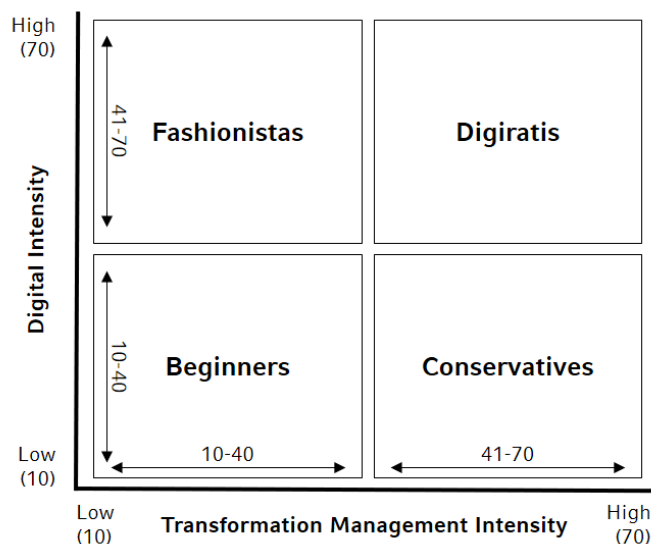 High
(70)
41-70
Fashionistas
Digiratis
Digital Intensity
10-40
Beginners
Conservatives
10-40
41-70
Low
(10)
Low
(10)
Transformation Management Intensity
High
(70)